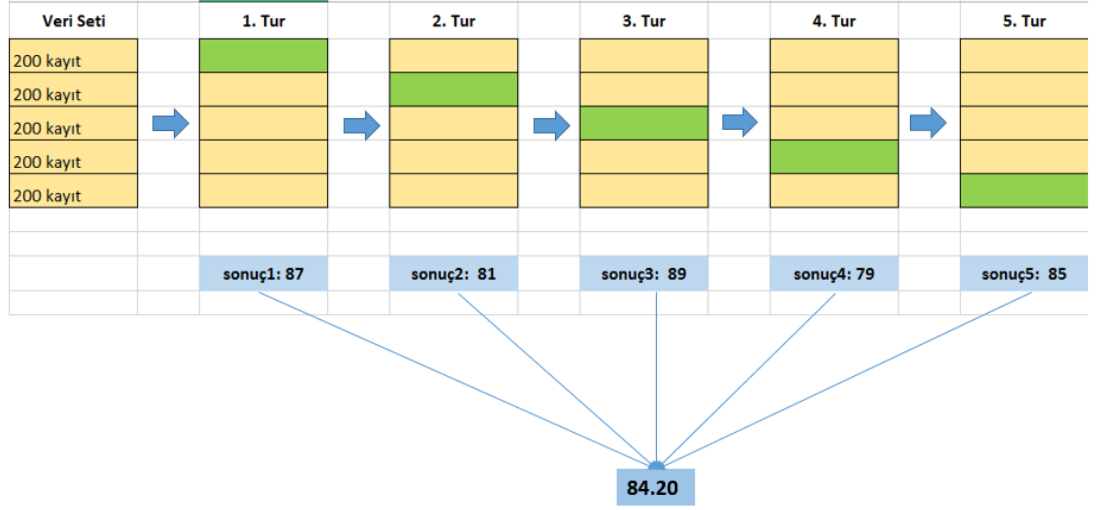 Veri Seti 1. Tur 2. Tur 3. Tur 4. Tur 5. Tur
200 kayıt
200 kayıt
200 kayıt
200 kayıt
200 kayıt
sonuç1: 87 sonuç2: 81 sonuç3: 89 sonuç4: 79 sonuç5: 85
84.20